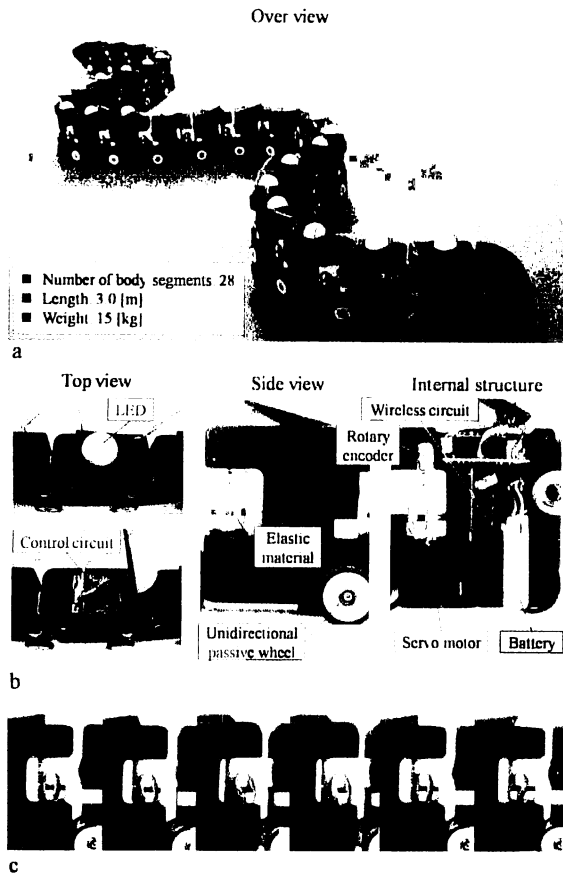 Over view
■ Number of body segments 28
■ Length 3 0 [m]
■ Weight 15 [kg]
a
Top view
LED
Control circuit
Side view
Elastic
material
Unidirectional
passive wheel
Internal structure
Wireless circuit
Rotary
encoder
Servo motor
Battery
b
c